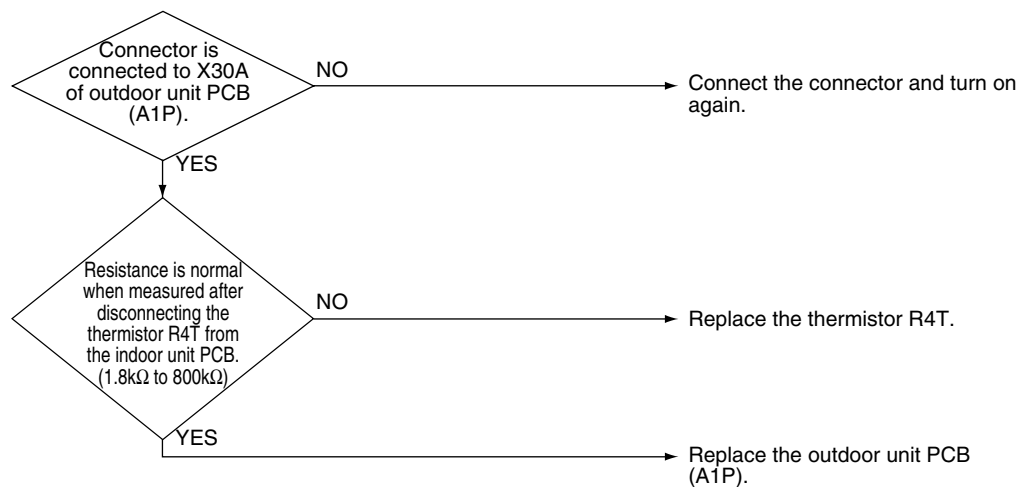 Connector is
connected to X30A
of outdoor unit PCB
(A1P).
NO
Connect the connector and turn on
again.
YES
Resistance is normal
when measured after
disconnecting the
thermistor R4T from
the indoor unit PCB.
(1.8kΩ to 800kΩ)
NO
Replace the thermistor R4T.
YES
Replace the outdoor unit PCB
(A1P).